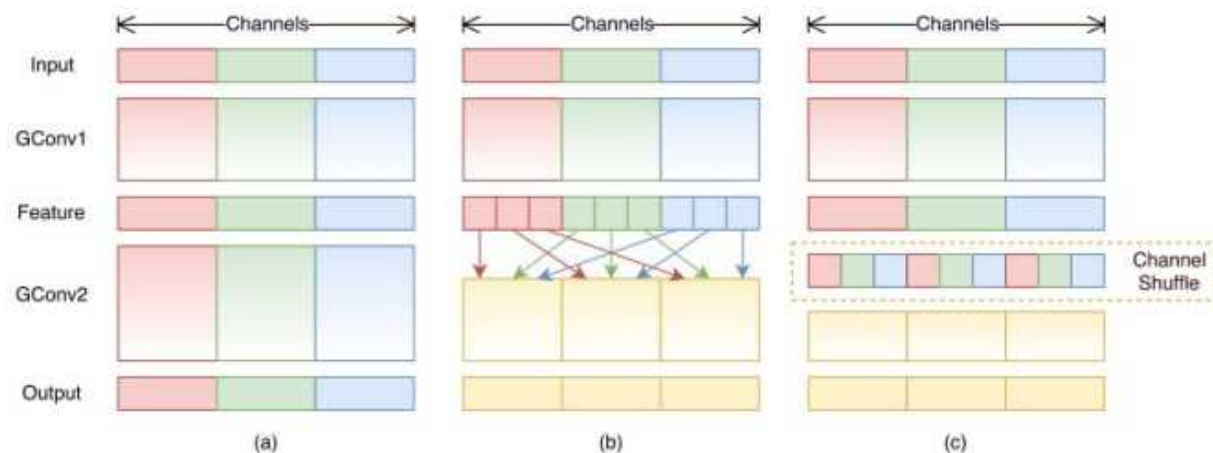 Channels Channels Channels
Input
GConv1
Feature
GConv2
Channel
Shuffle
Output
(a) (b) (c)